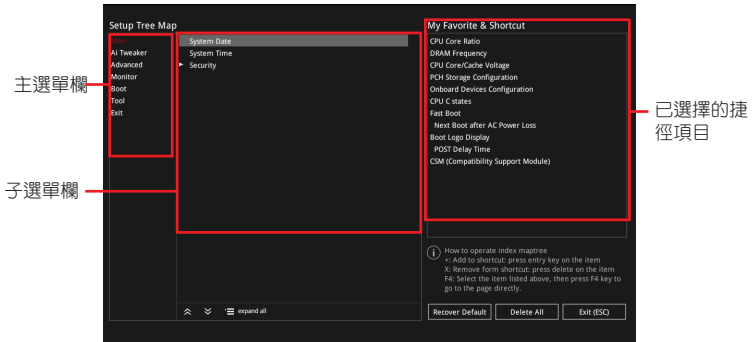 Setup Tree Map
Main
Ai Tweaker
Advanced
Monitor
Boot
Tool
Exit
System Date
System Time
Security
expand all
My Favorite & Shortcut
CPU Core Ratio
DRAM Frequency
CPU Core/Cache Voltage
PCH Storage Configuration
Onboard Devices Configuration
CPU C states
Fast Boot
Next Boot after AC Power Loss
Boot Logo Display
POST Delay Time
CSM (Compatibility Support Module)
How to operate index maptree
+: Add to shortcut: press entry key on the item
X: Remove form shortcut: press delete on the item
F4: Select the item listed above, then press F4 key to
go to the page directly.
Recover Default
Delete All
Exit (ESC)
主選單欄
子選單欄
已選擇的捷
徑項目